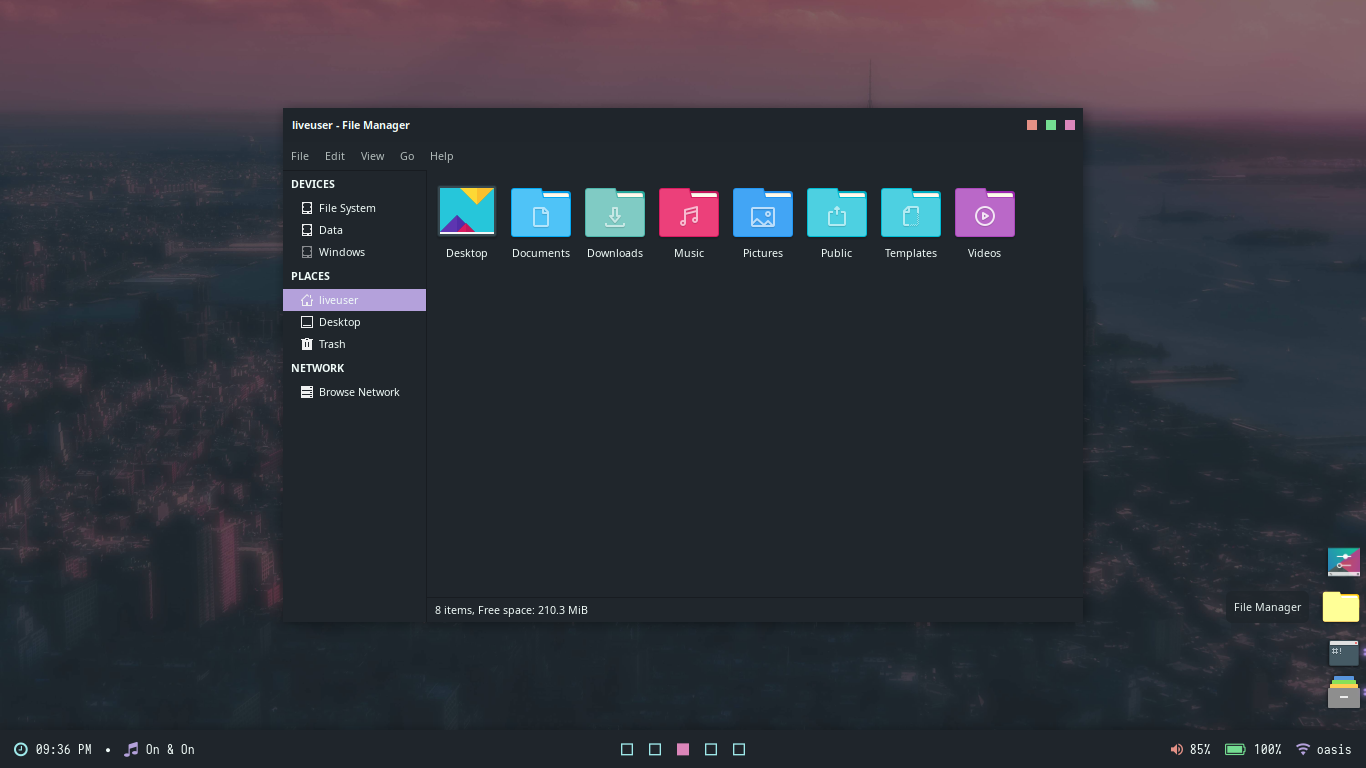 liveuser - File Manager
File Edit View Go Help
DEVICES
File System
Data
Windows
PLACES
liveuser
Desktop
Trash
NETWORK
Browse Network
Desktop Documents Downloads Music Pictures Public Templates Videos
8 items, Free space: 210.3 MiB
File Manager
#!
09:36 PM • On & On
85% 100% oasis